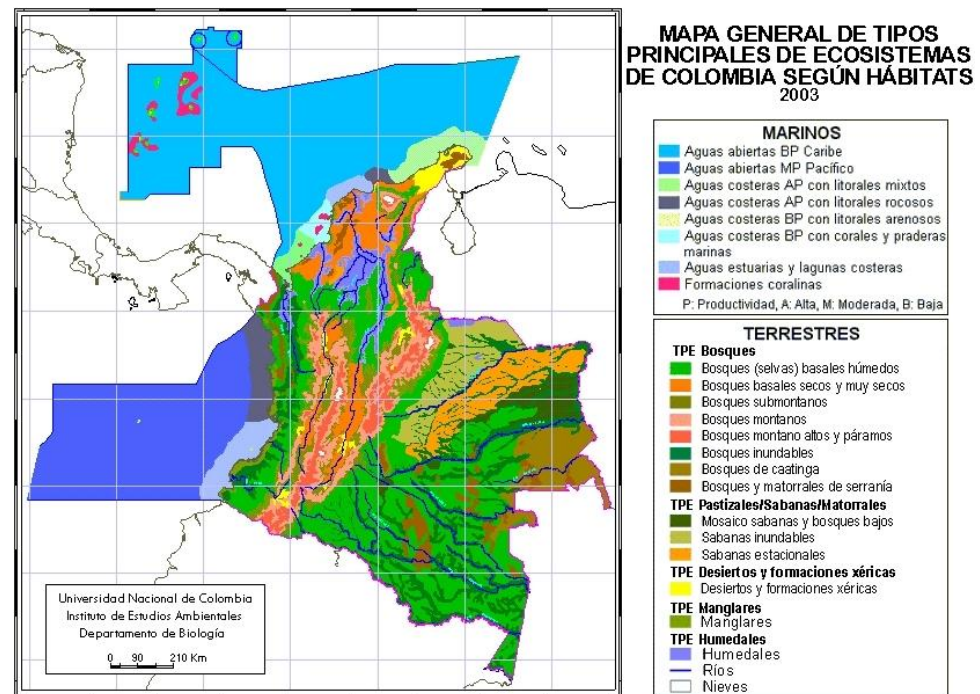 MAPA GENERAL DE TIPOS
PRINCIPALES DE ECOSISTEMAS
DE COLOMBIA SEGÚN HÁBITATS
2003
MARINOS
Aguas abiertas BP Caribe
Aguas abiertas MP Pacífico
Aguas costeras AP con litorales mixtos
Aguas costeras AP con litorales rocosos
Aguas costeras BP con litorales arenosos
Aguas costeras BP con corales y praderas
marinas
Aguas estuarias y lagunas costeras
Formaciones coralinas
P: Productividad, A: Alta, M: Moderada, B: Baja
TERRESTRES
TPE Bosques
Bosques (selvas) basales húmedos
Bosques basales secos y muy secos
Bosques submontanos
Bosques montanos
Bosques montano altos y páramos
Bosques inundables
Bosques de caatinga
Bosques y matorrales de serranía
TPE Pastizales/Sabanas/Matorrales
Mosaico sabanas y bosques bajos
Sabanas inundables
Sabanas estacionales
TPE Desiertos y formaciones xéricas
Desiertos y formaciones xéricas
TPE Manglares
Manglares
TPE Humedales
Humedales
Ríos
Nieves
Universidad Nacional de Colombia
Instituto de Estudios Ambientales
Departamento de Biología
0 90 210 Km